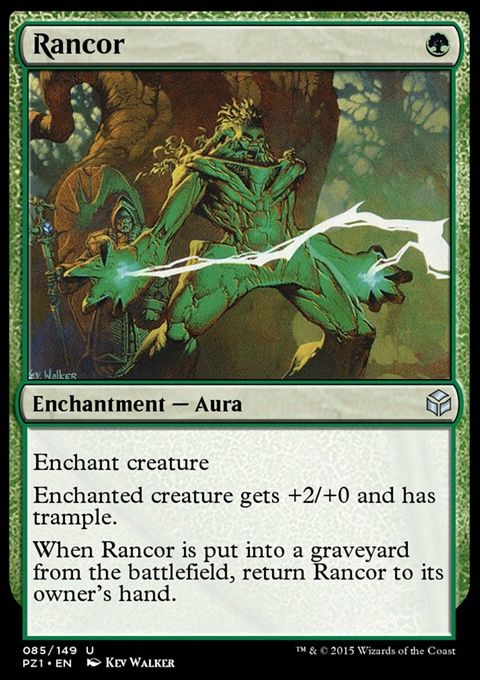 Rancor
Kev. Walker
Enchantment — Aura
Enchant creature
Enchanted creature gets +2/+0 and has
trample.
When Rancor is put into a graveyard
from the battlefield, return Rancor to its
owner's hand.
085/149 U
PZ1 • EN Kev Walker
™ & © 2015 Wizards of the Coast